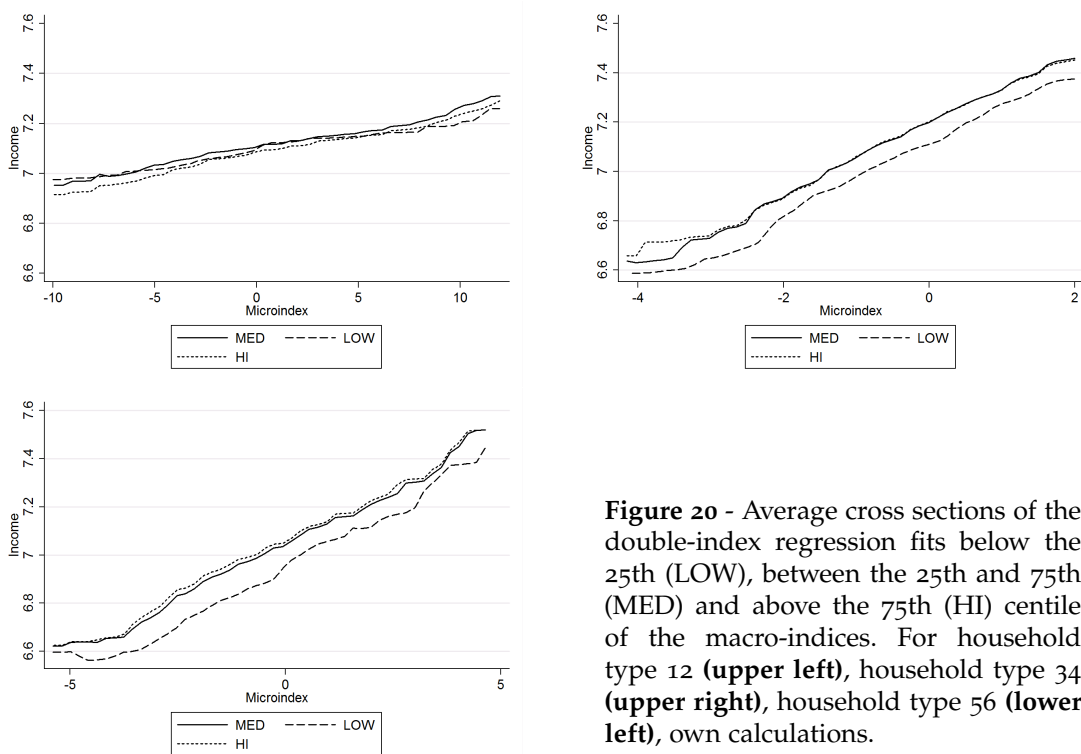 7.6
7.4
7.2
7
6.8
6.6
Income
-10 -5 0 5 10
Microindex
MED LOW
HI
7.6
7.4
7.2
7
6.8
6.6
Income
-4 -2 0 2
Microindex
MED LOW
HI
7.6
7.4
7.2
7
6.8
6.6
Income
-5 0 5
Microindex
MED LOW
HI
Figure 20 - Average cross sections of the
double-index regression fits below the
25th (LOW), between the 25th and 75th
(MED) and above the 75th (HI) centile
of the macro-indices. For household
type 12 (upper left), household type 34
(upper right), household type 56 (lower
left), own calculations.